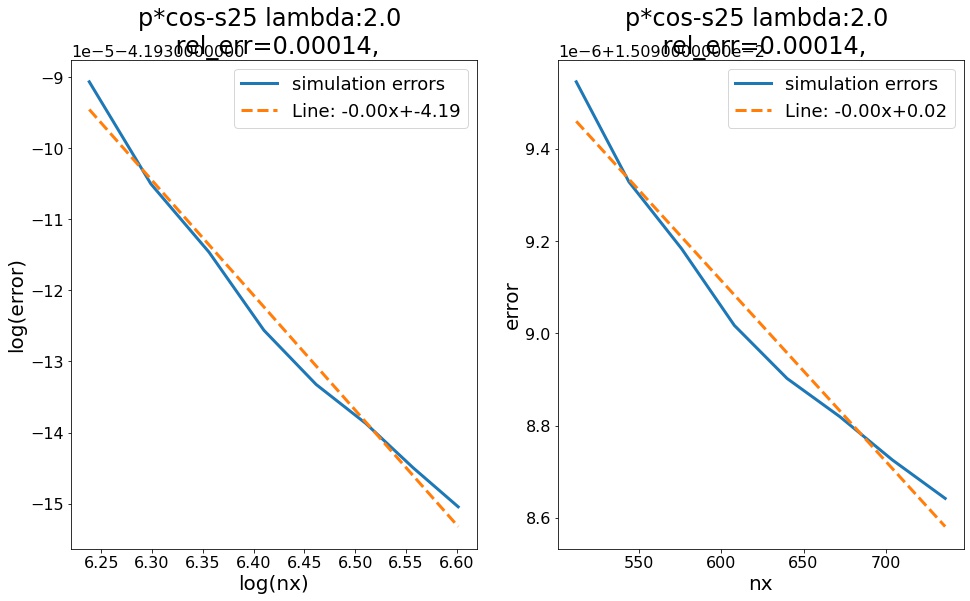 p*cos-s25 lambda:2.0
rel_err=0.00014,
1e−5−4.1930000000
simulation errors
Line: -0.00x+-4.19
−9
−10
−11
−12
−13
−14
−15
log(error)
6.25
6.30
6.35
6.40
6.45
6.50
6.55
6.60
log(nx)
p*cos-s25 lambda:2.0
rel_err=0.00014,
1e−6+1.5090000000e−2
simulation errors
Line: -0.00x+0.02
9.4
9.2
9.0
8.8
8.6
error
550
600
650
700
nx